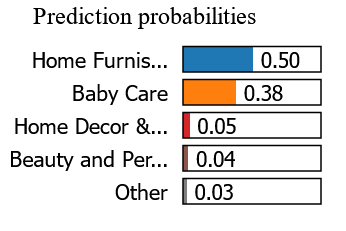 Prediction probabilities
Home Furnis... 0.50
Baby Care 0.38
Home Decor &... 0.05
Beauty and Per... 0.04
Other 0.03